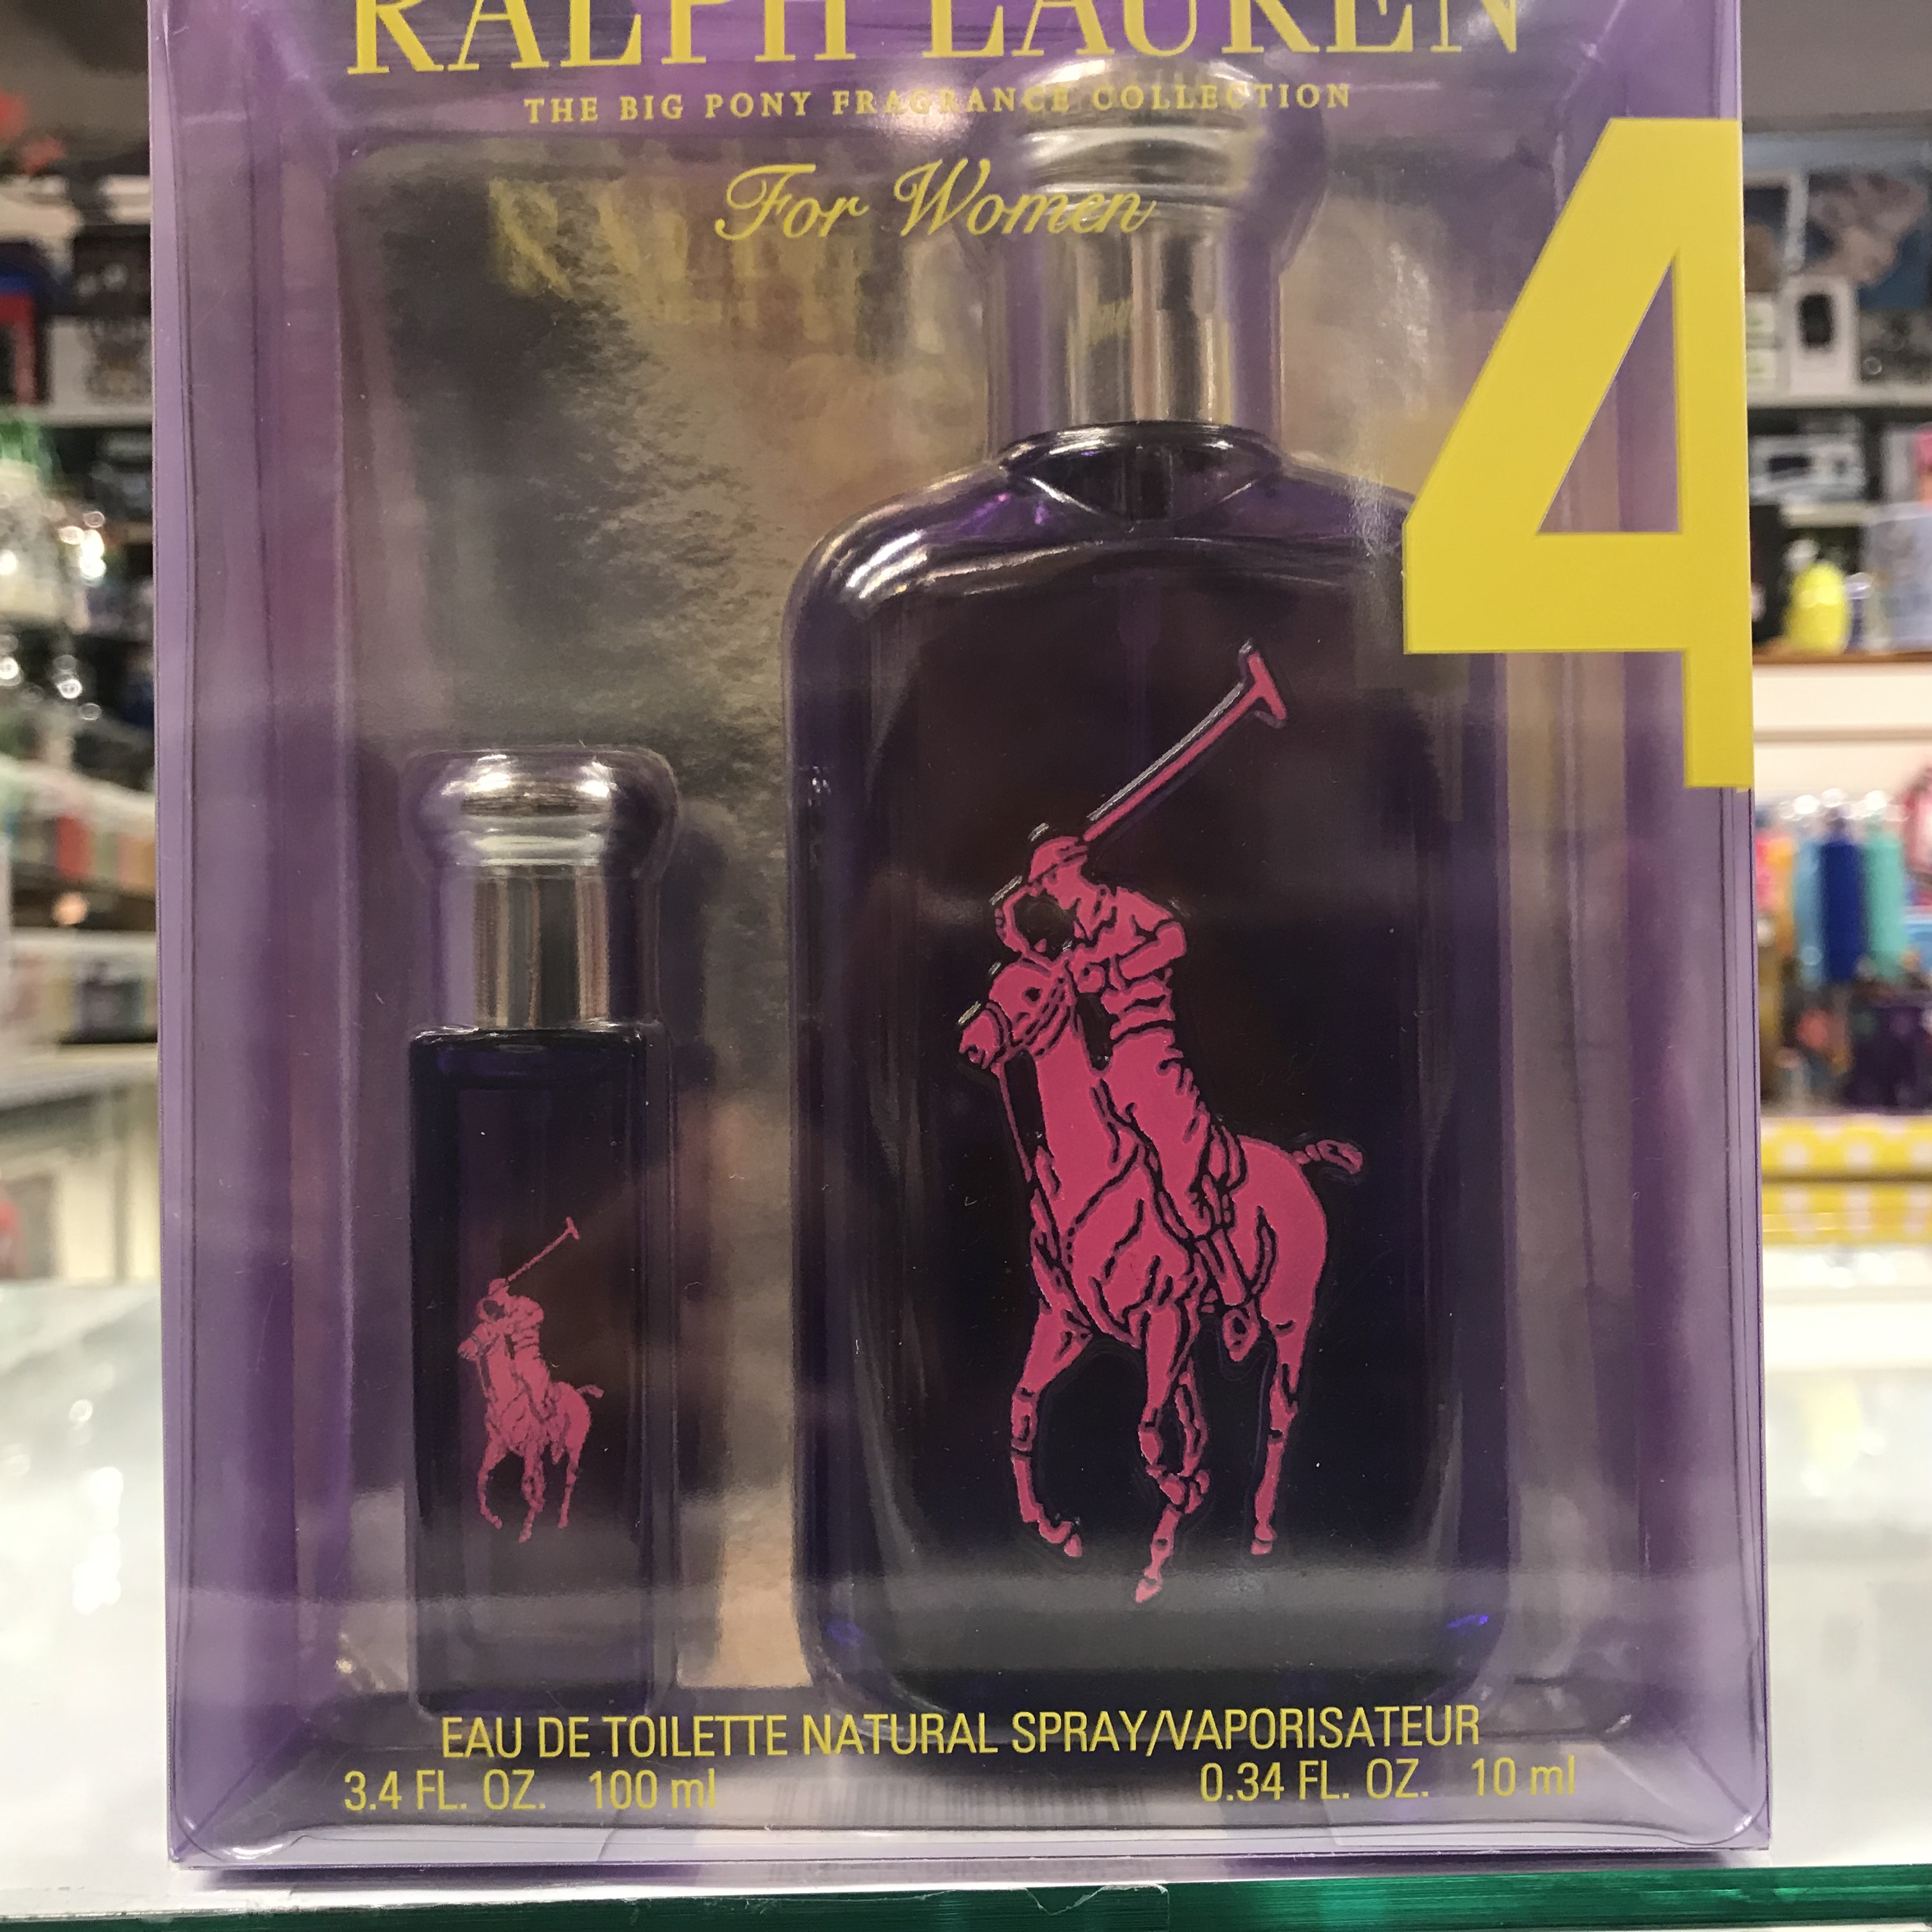 RALPH LAUREN
THE BIG PONY FRAGRANCE COLLECTION
For Women
4
EAU DE TOILETTE NATURAL SPRAY/VAPORISATEUR
3.4 FL. OZ. 100 ml 0.34 FL. OZ. 10 ml